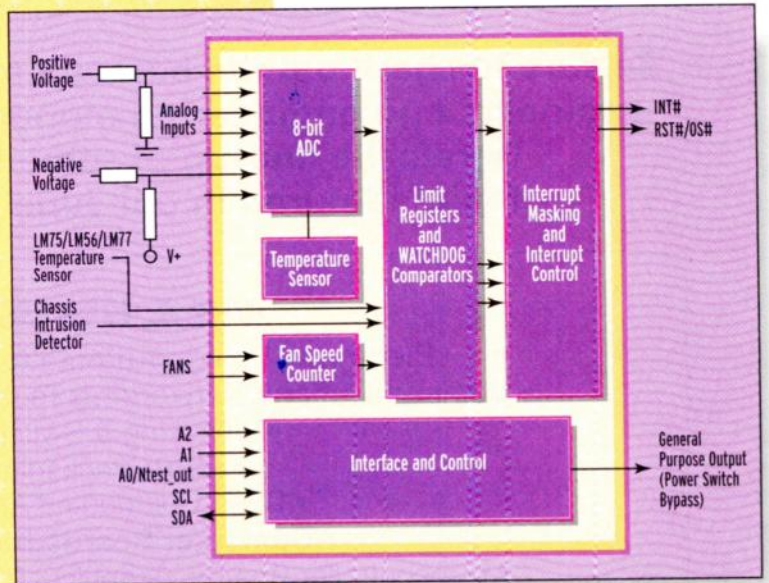 Positive
Voltage
Analog
Inputs
Negative
Voltage
LM75/LM56/LM77
Temperature
Sensor
V+
Chassis
Intrusion
Detector
FANS
A2
A1
A0/Ntest_out
SCL
SDA
8-bit
ADC
Temperature
Sensor
Fan Speed
Counter
Limit
Registers
and
WATCHDOG
Comparators
Interrupt
Masking
and
Interrupt
Control
Interface and Control
INT#
RST#/OS#
General
Purpose Output
(Power Switch
Bypass)